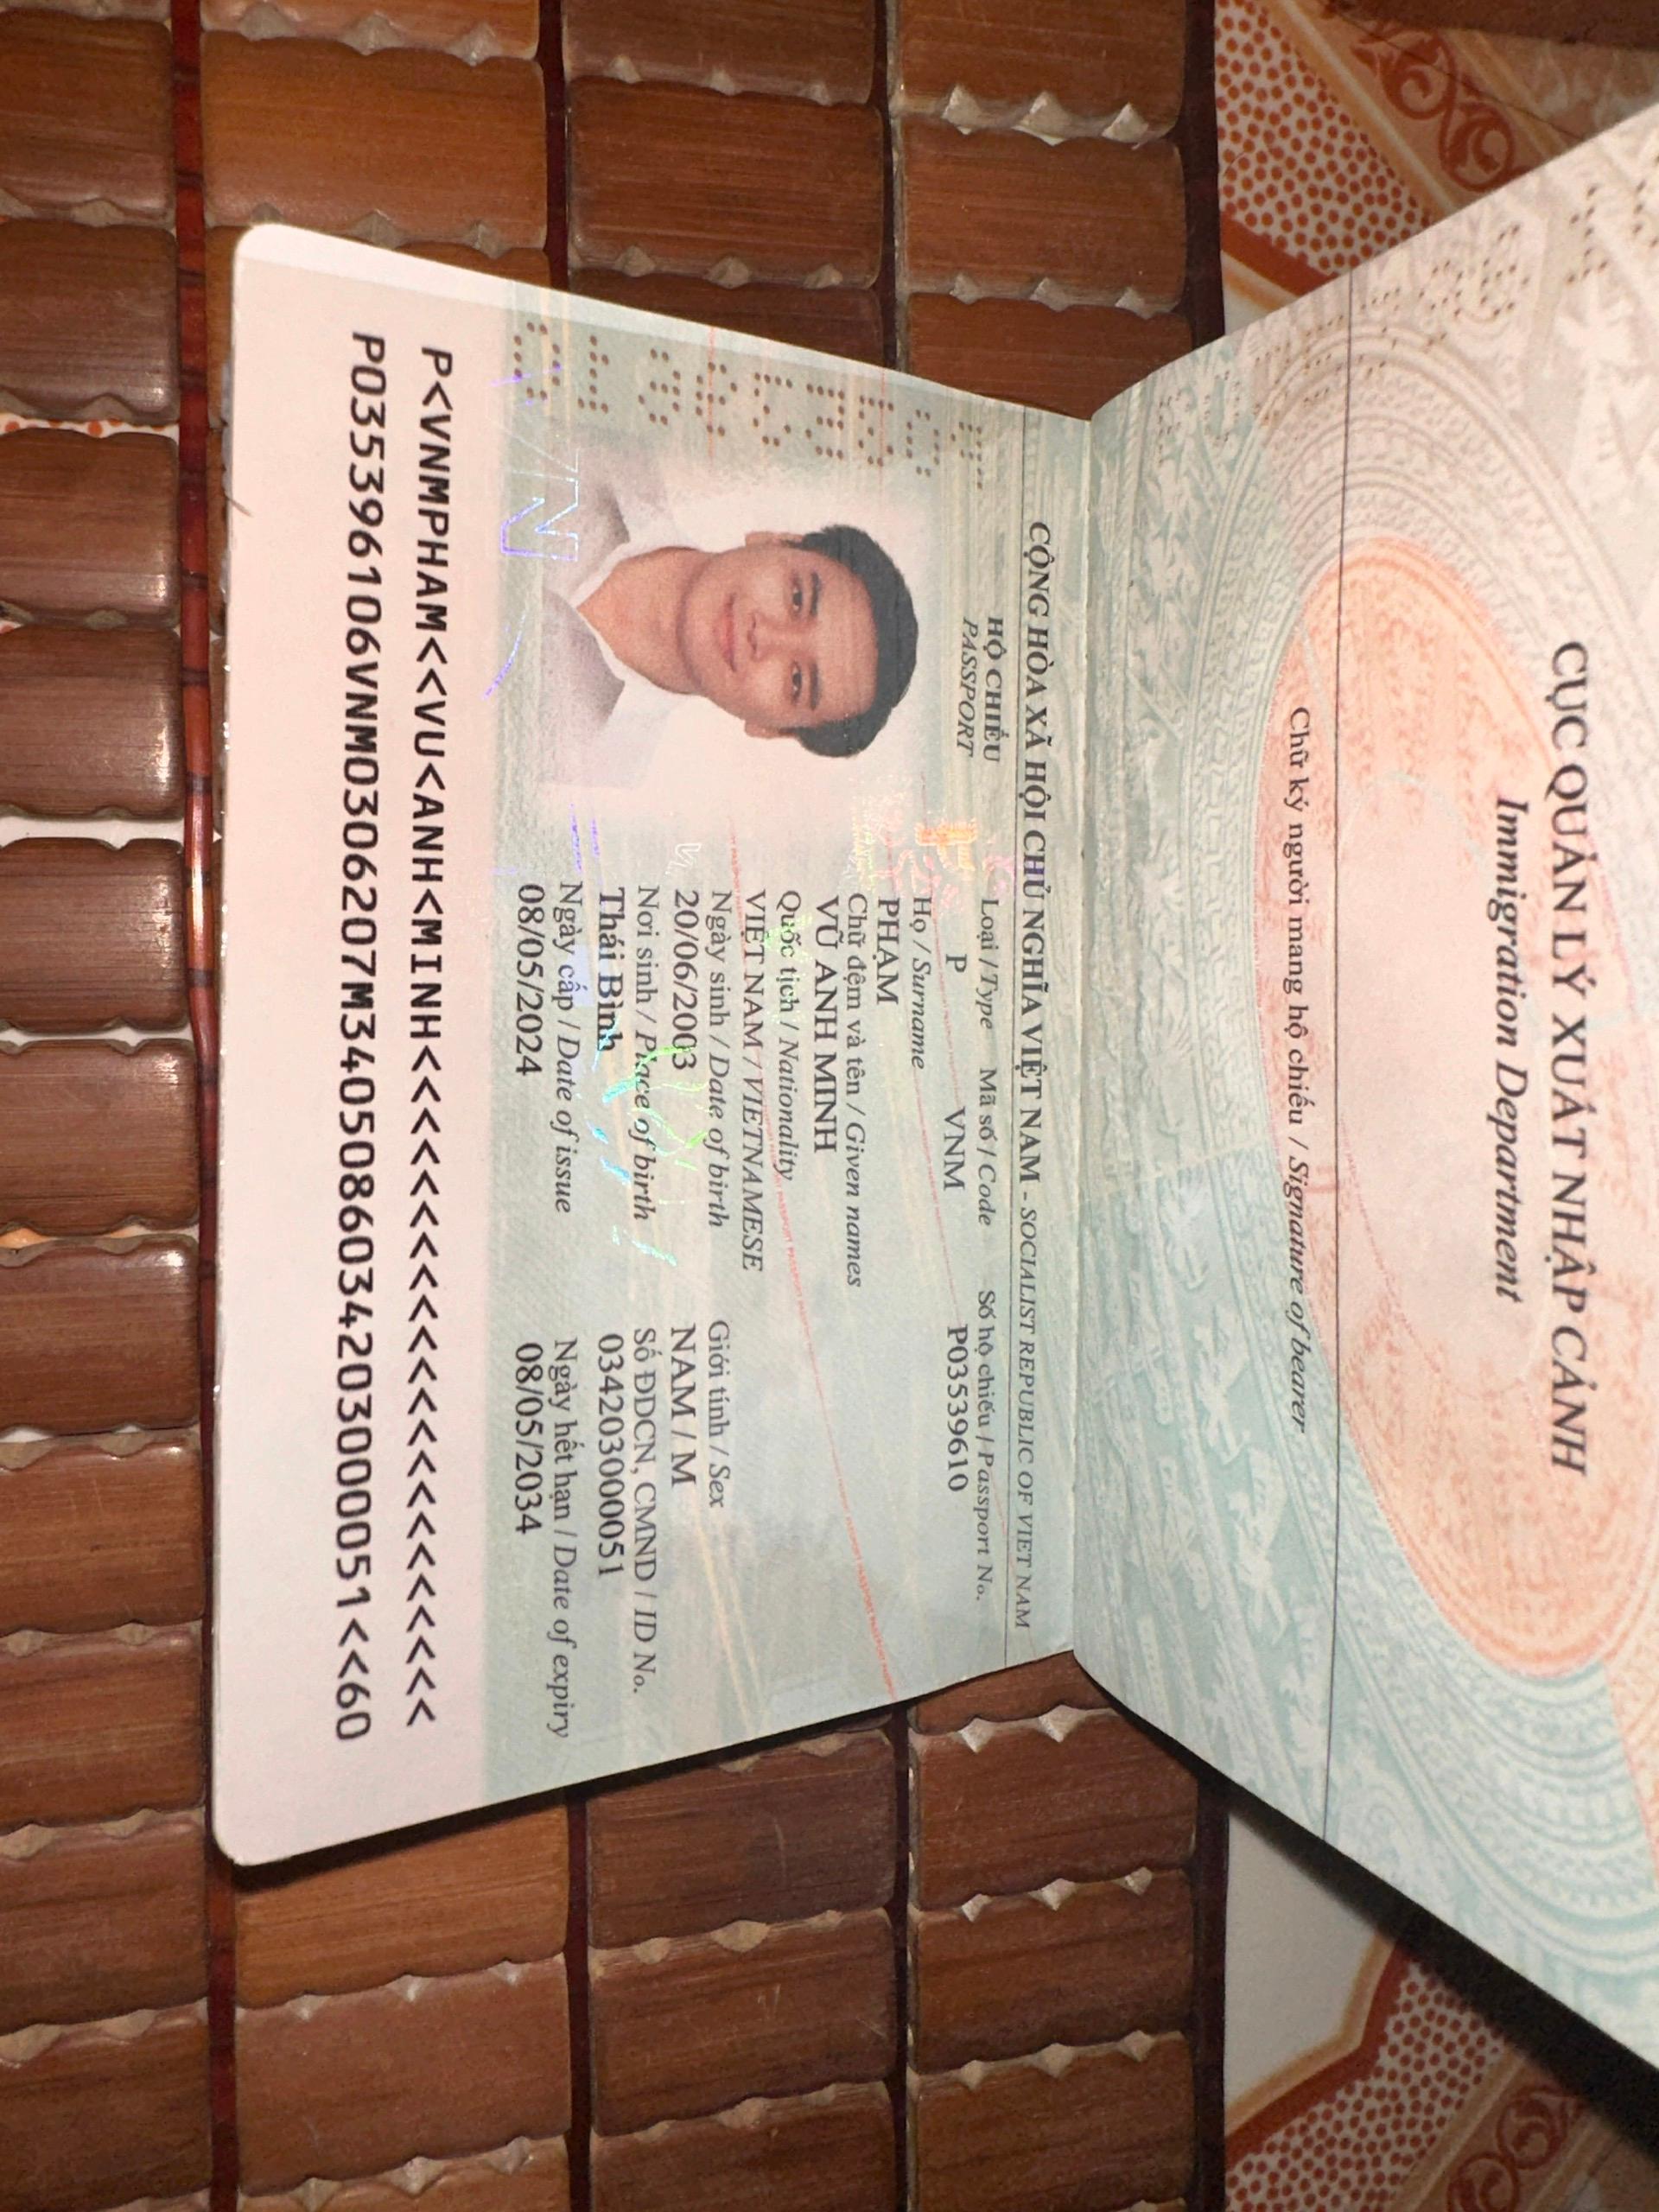 CỤC QUẢN LÝ XUẤT NHẬP CẢNH
Immigration Department
Chữ ký người mang hộ chiếu / Signature of bearer
CỘNG HÒA XÃ HỘI CHỦ NGHĨA VIỆT NAM - SOCIALIST REPUBLIC OF VIET NAM
HỘ CHIẾU
PASSPORT
Loại / Type Mã số / Code Số hộ chiếu / Passport No.
P VNM P03539610
Họ / Surname
PHẠM
Chữ đệm và tên / Given names
VŨ ANH MINH
Quốc tịch / Nationality
VIỆT NAM / VIETNAMESE
Ngày sinh / Date of birth Giới tính / Sex
20/06/2003 NAM / M
Nơi sinh / Place of birth Số ĐDCN, CMND / ID No.
Thái Bình 034203000051
Ngày cấp / Date of issue Ngày hết hạn / Date of expiry
08/05/2024 08/05/2034
VN
P<VNMPHAM<<VU<ANH<MINH<<<<<<<<<<<<<<<<<<<<<<
P035396106VNM0306207M3405086034203000051<<60